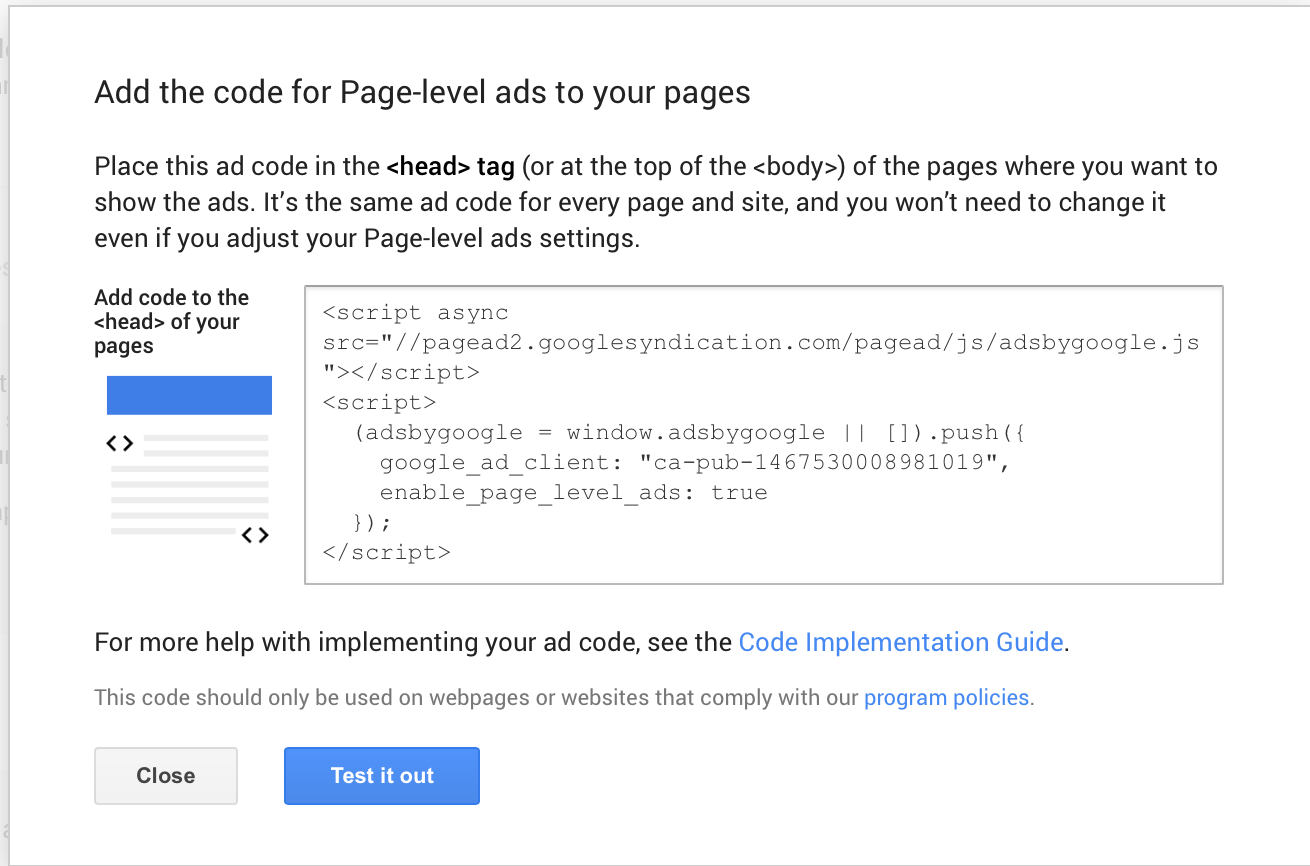 Add the code for Page-level ads to your pages
Place this ad code in the <head> tag (or at the top of the <body>) of the pages where you want to
show the ads. It’s the same ad code for every page and site, and you won’t need to change it
even if you adjust your Page-level ads settings.
Add code to the
<head> of your
pages
<script async
src="//pagead2.googlesyndication.com/pagead/js/adsbygoogle.js
"></script>
<script>
  (adsbygoogle = window.adsbygoogle || []).push({
    google_ad_client: "ca-pub-1467530008981019",
    enable_page_level_ads: true
  });
</script>
<>
<>
For more help with implementing your ad code, see the Code Implementation Guide.
This code should only be used on webpages or websites that comply with our program policies.
Close
Test it out